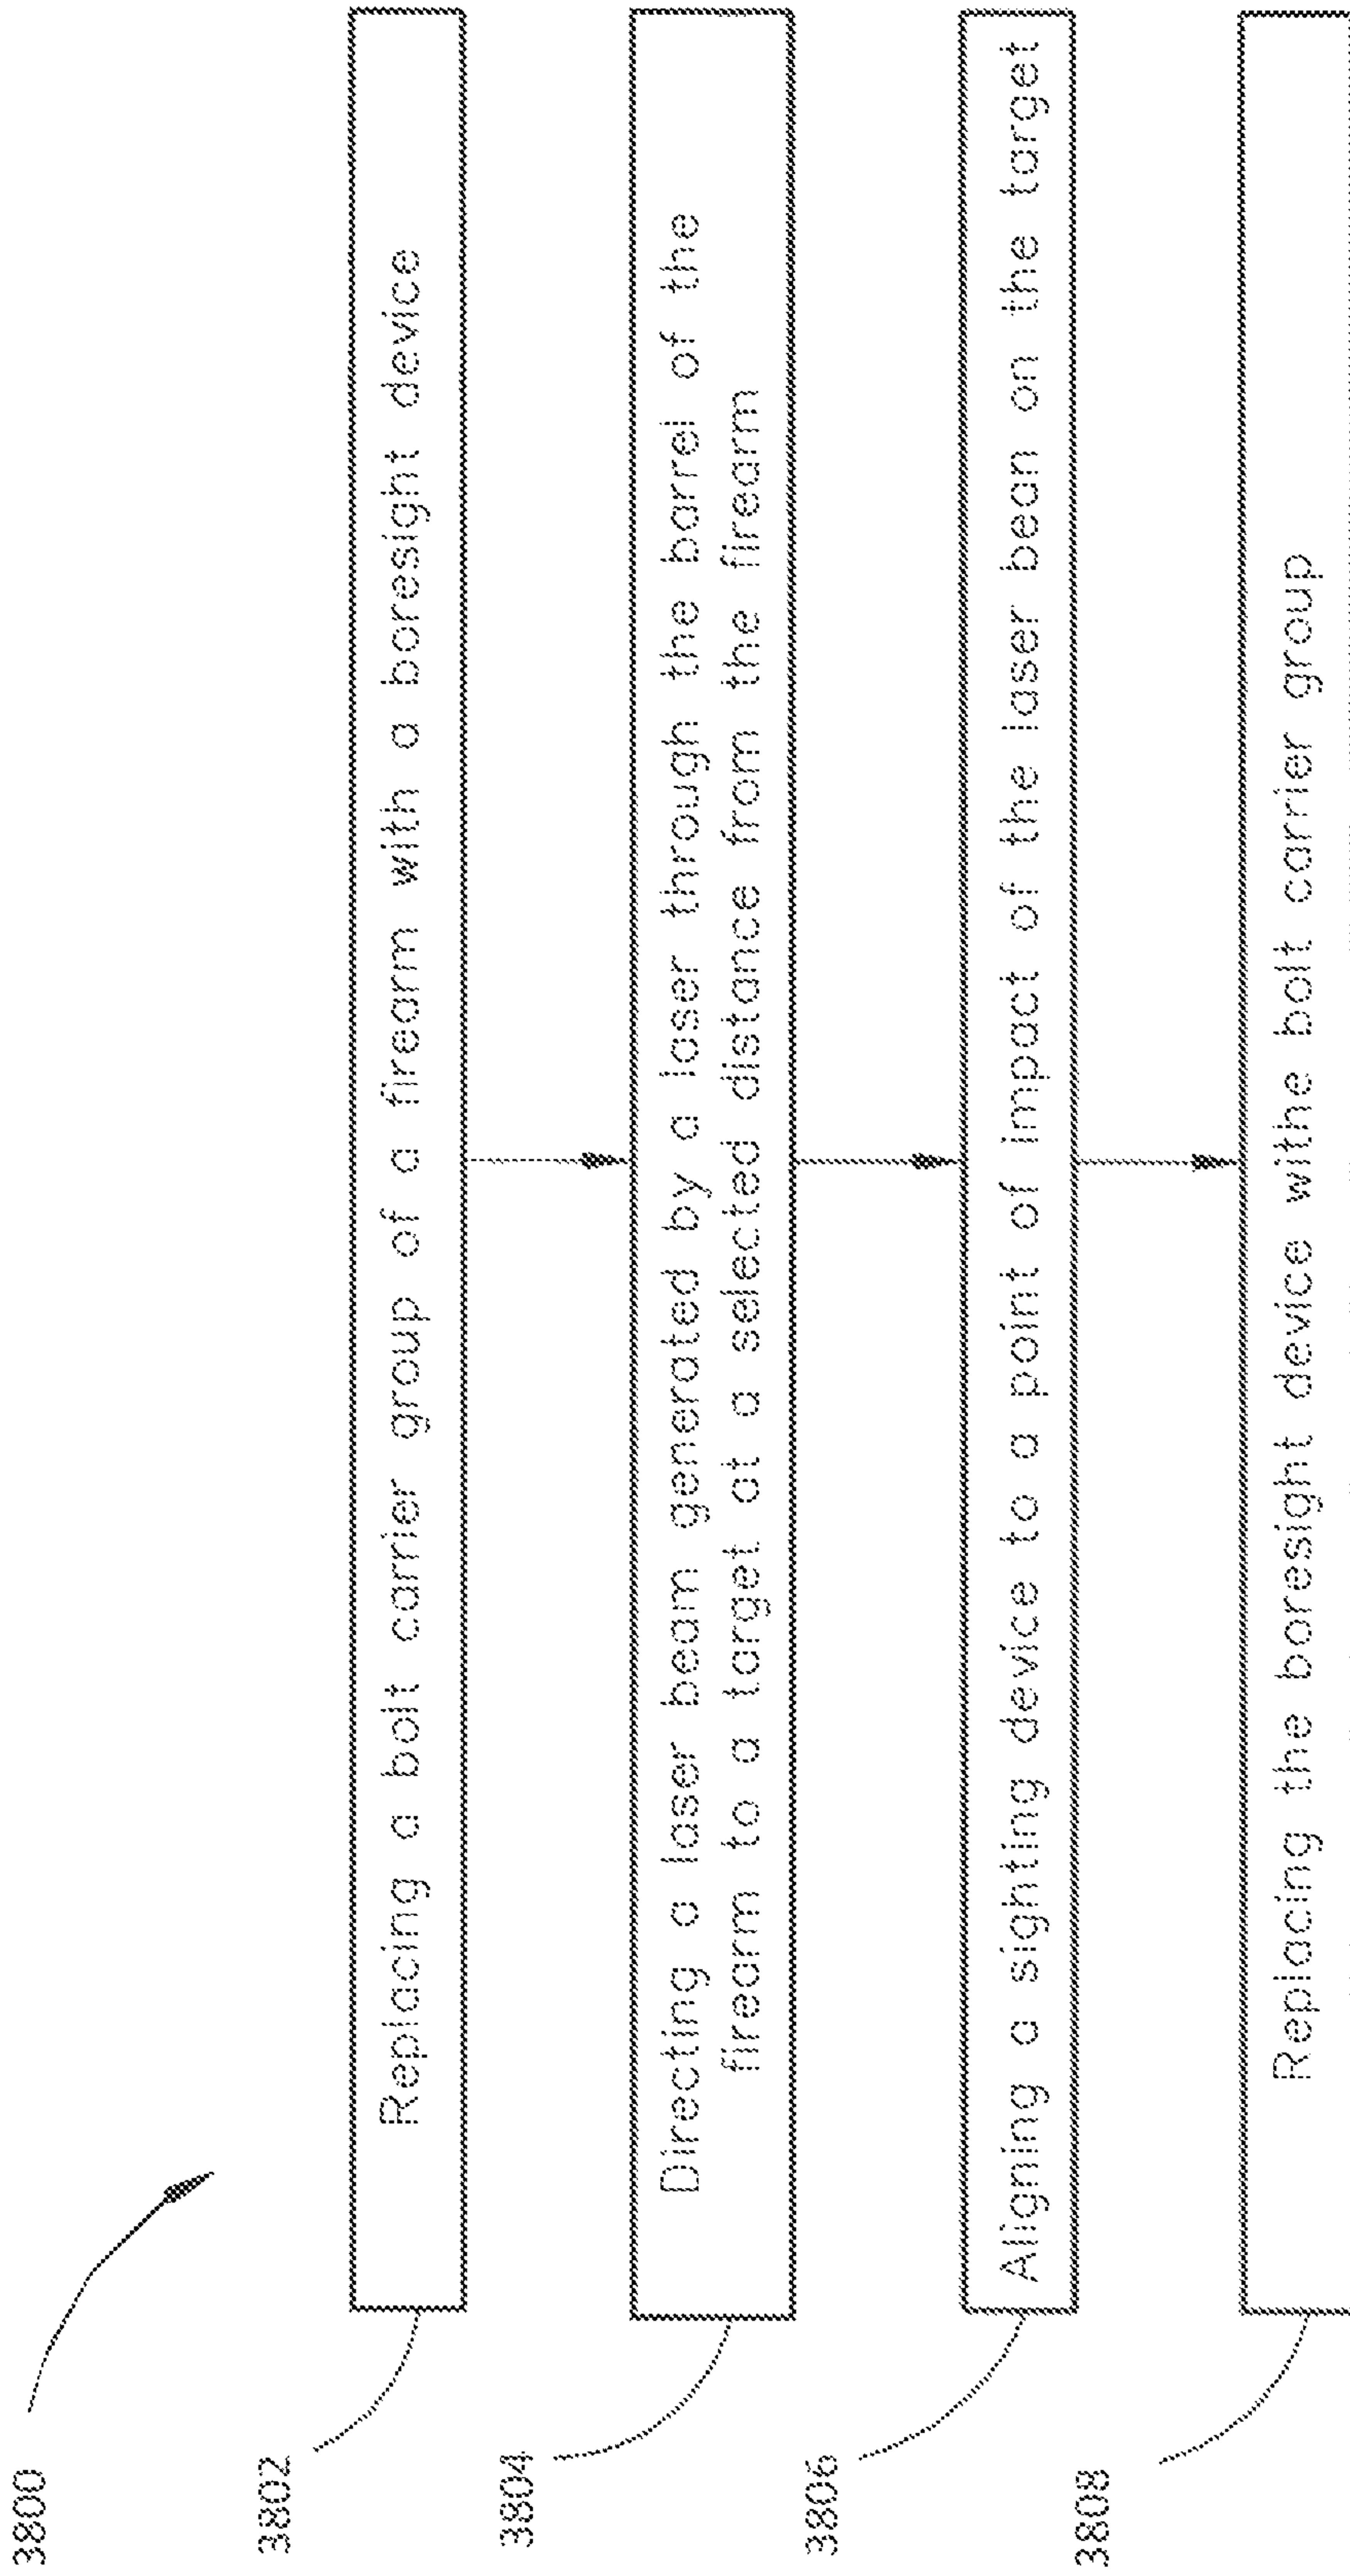 3800
3802
Replacing a bolt carrier group of a firearm with a boresight device
3804
Directing a laser beam generated by a laser through the barrel of the
firearm to a target at a selected distance from the firearm
3806
Aligning a sighting device to a point of impact of the laser bean on the target
3808
Replacing the boresight device withe bolt carrier group